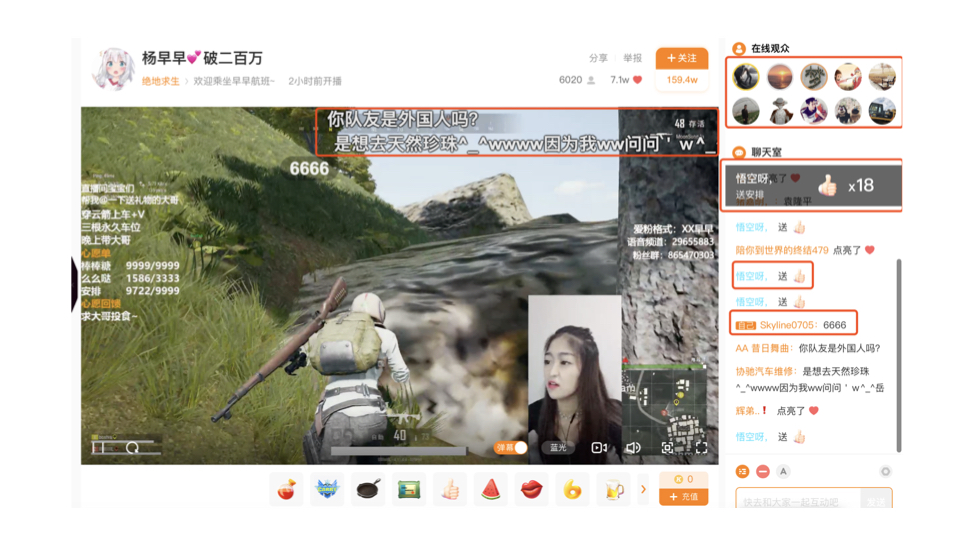 杨早早💕破二百万
绝地求生 › 欢迎乘坐早早航班~ 2小时前开播
分享 举报
＋关注
6020 7.1w
159.4w
你队友是外国人吗?
是想去天然珍珠^_^wwww因为我ww问问＇w^_
48 存活
6666
直播间宝宝们
帮我@一下送礼物的大哥
穿云箭上车+V
三根永久车位
晚上带大哥
心愿单
棒棒糖 9999/9999
么么哒 1586/3333
安排 9722/9999
心愿回馈
求大哥投食~
爱粉格式：XX早早
语音频道：29655883
粉丝群：865470303
40
弹幕
蓝光
0
＋ 充值
在线观众
聊天室
悟空呀,
送安排
x18
袁隆平
悟空呀, 送
陪你到世界的终结479 点亮了
悟空呀, 送
悟空呀, 送
自己 Skyline0705: 6666
AA 昔日舞曲: 你队友是外国人吗?
协驰汽车维修: 是想去天然珍珠
^_^wwww因为我ww问问＇w^_^岳
辉弟..❗ 点亮了
悟空呀, 送
A
快去和大家一起互动吧...
发送